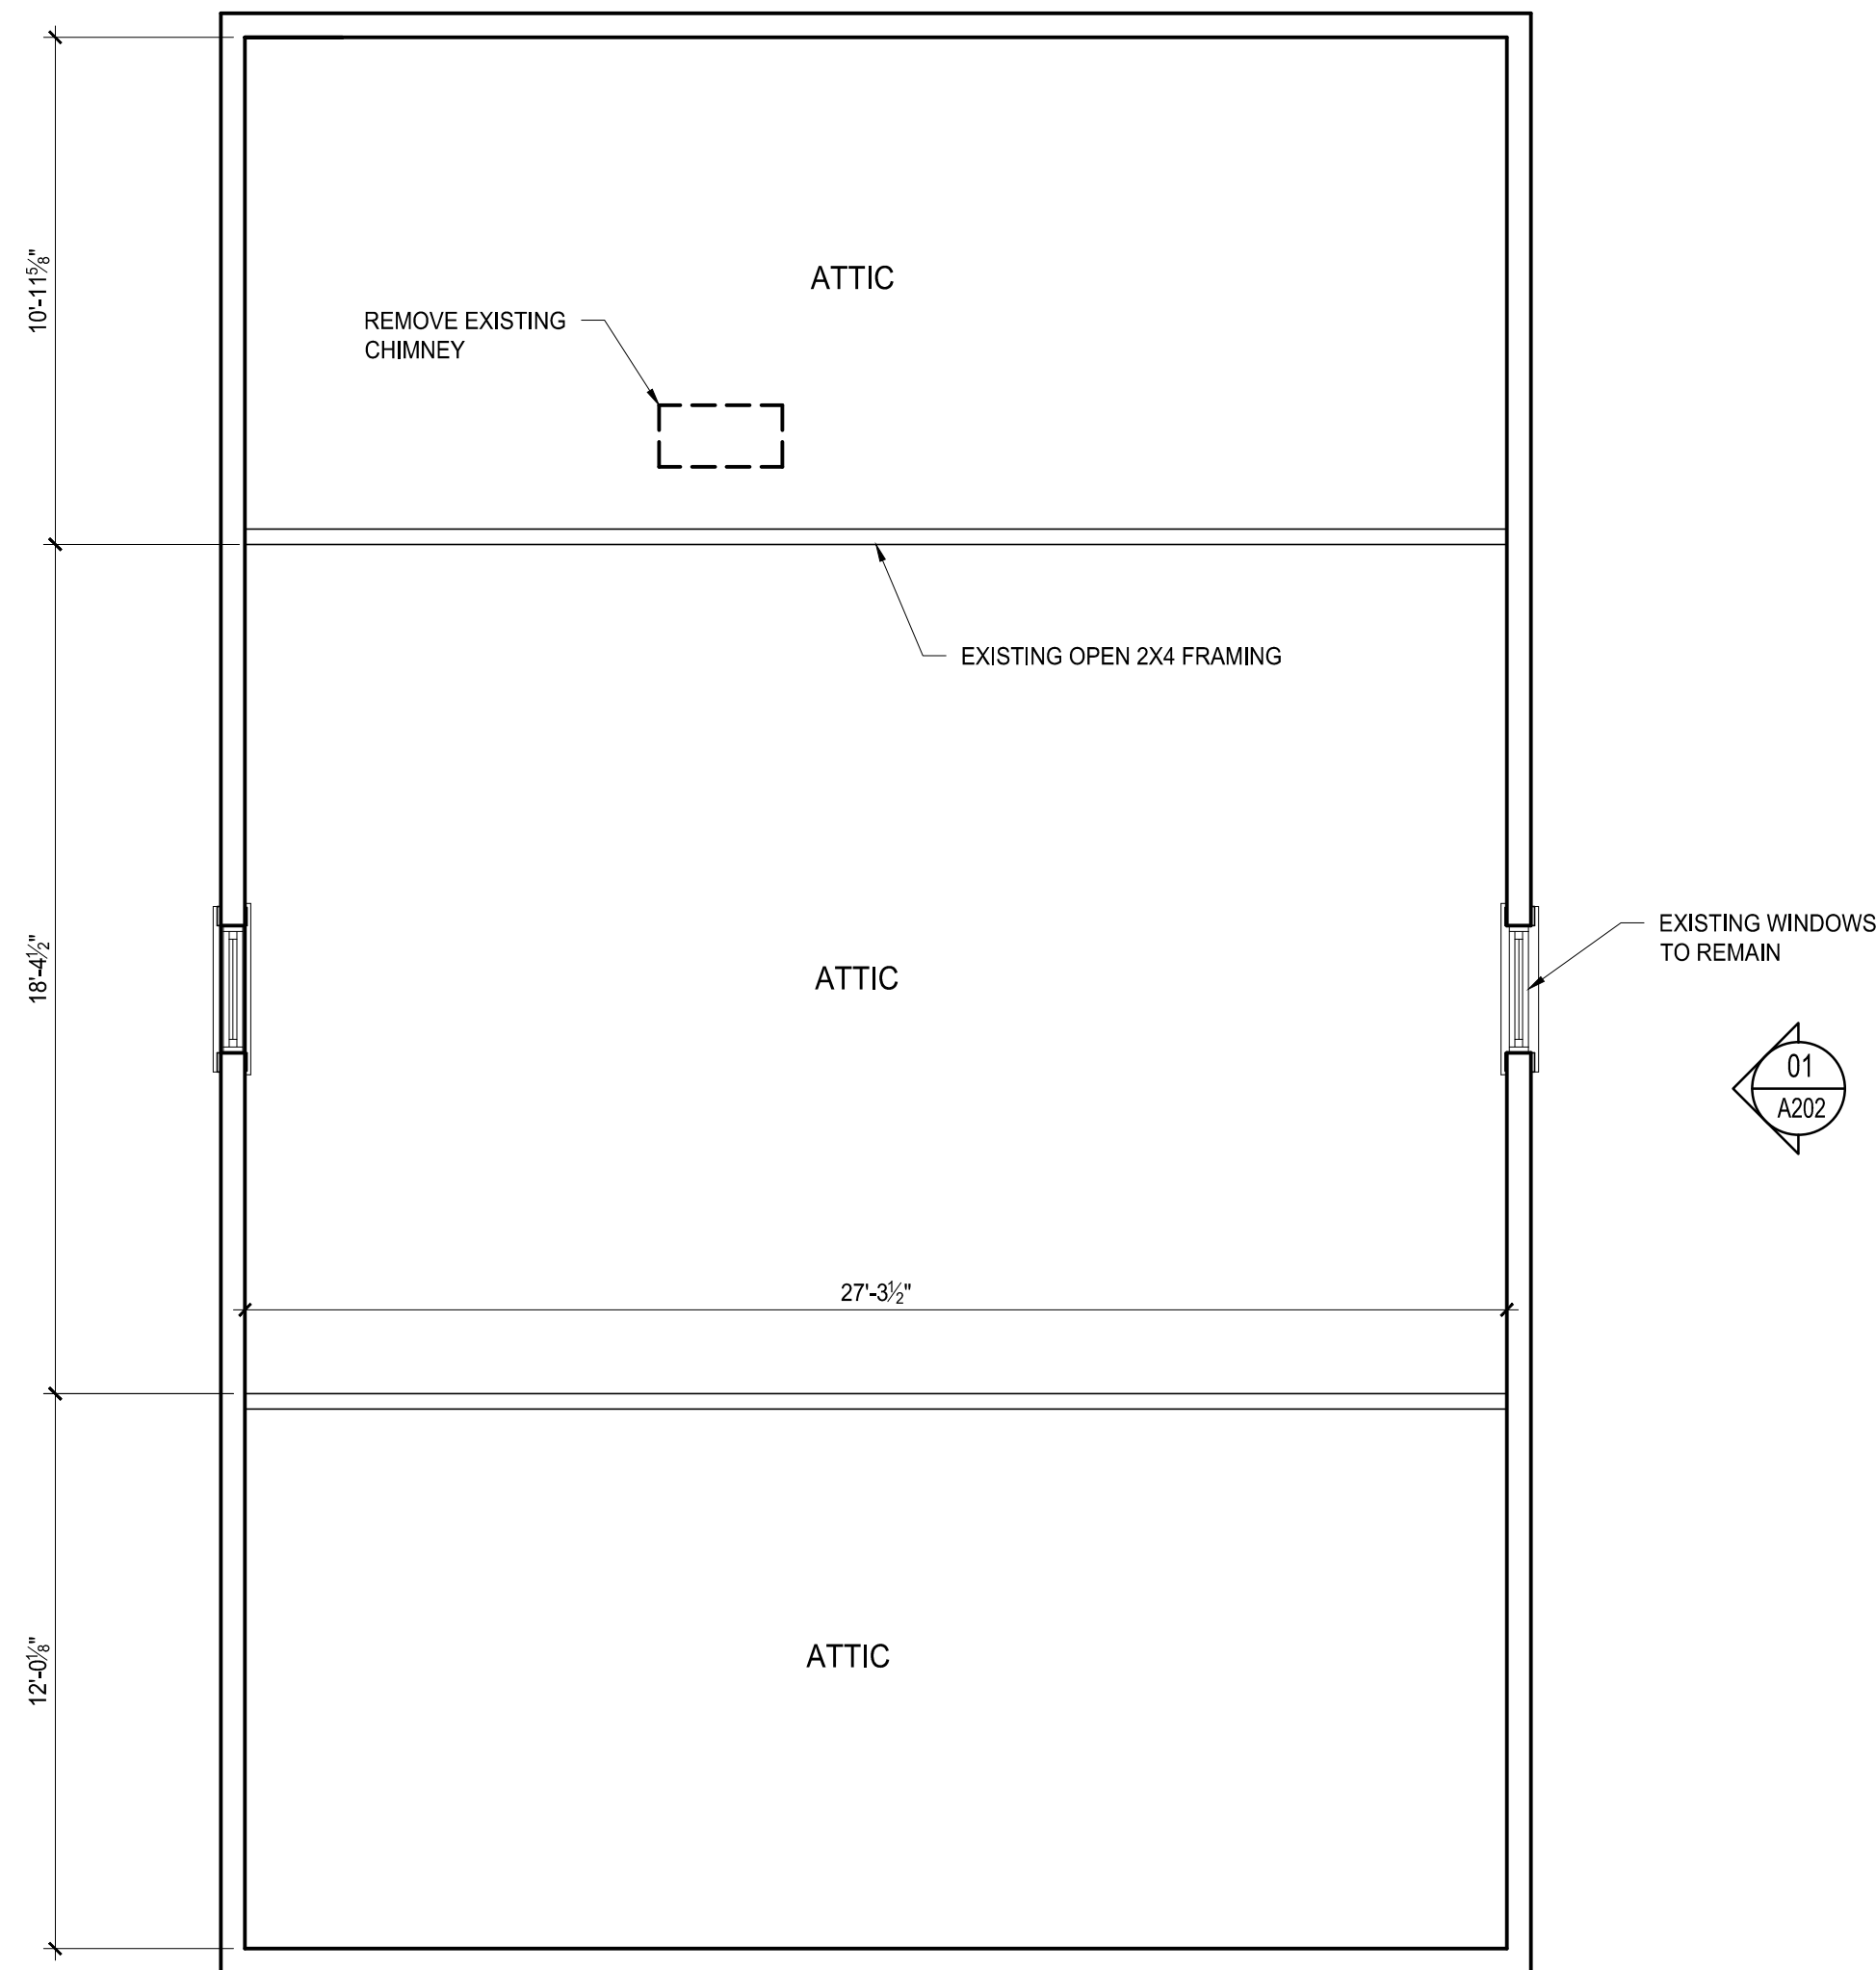 10'-11⅝"
ATTIC
REMOVE EXISTING
CHIMNEY
EXISTING OPEN 2X4 FRAMING
EXISTING WINDOWS
TO REMAIN
18'-4½"
ATTIC
01
A202
27'-3½"
12'-0⅛"
ATTIC